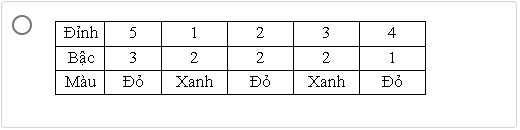 Đỉnh 5 1 2 3 4
Bậc 3 2 2 2 1
Màu Đỏ Xanh Đỏ Xanh Đỏ